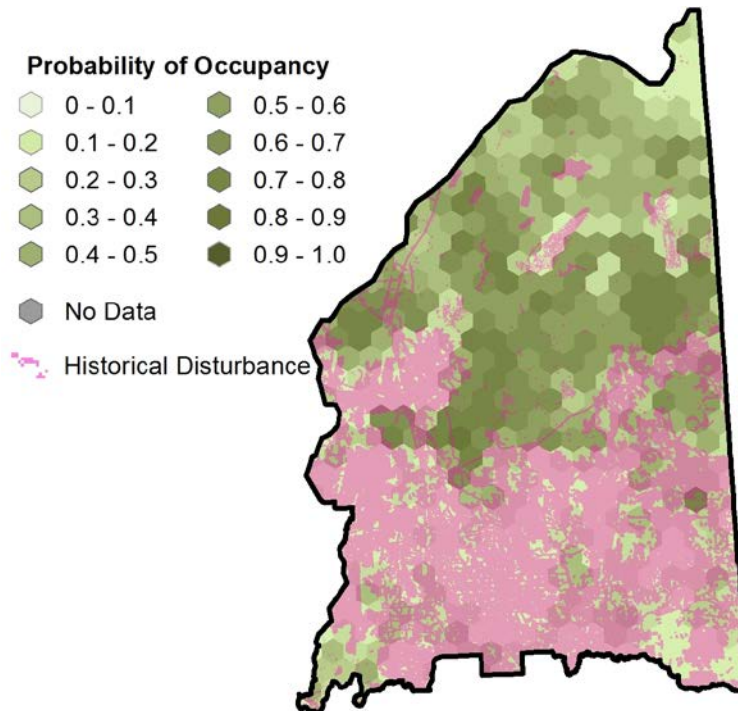 Probability of Occupancy
0 - 0.1
0.1 - 0.2
0.2 - 0.3
0.3 - 0.4
0.4 - 0.5
0.5 - 0.6
0.6 - 0.7
0.7 - 0.8
0.8 - 0.9
0.9 - 1.0
No Data
Historical Disturbance